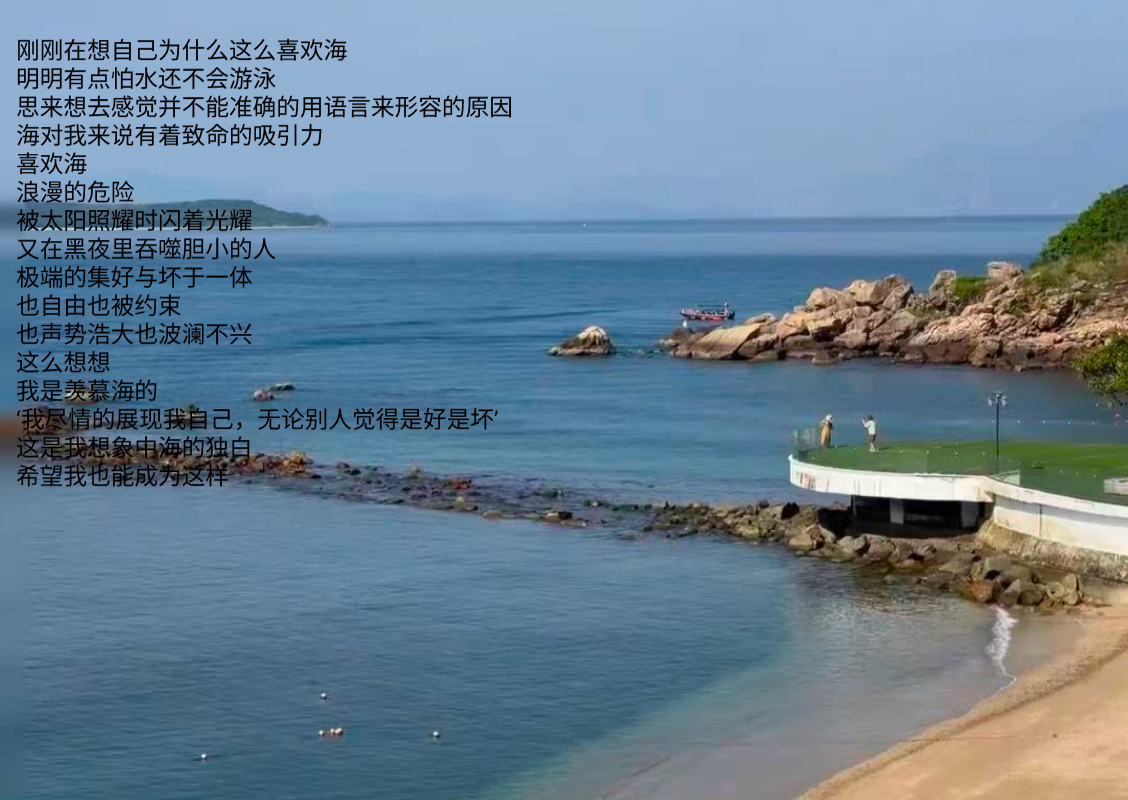 刚刚在想自己为什么这么喜欢海
明明有点怕水还不会游泳
思来想去感觉并不能准确的用语言来形容的原因
海对我来说有着致命的吸引力
喜欢海
浪漫的危险
被太阳照耀时闪着光耀
又在黑夜里吞噬胆小的人
极端的集好与坏于一体
也自由也被约束
也声势浩大也波澜不兴
这么想想
我是羡慕海的
‘我尽情的展现我自己，无论别人觉得是好是坏’
这是我想象中海的独白
希望我也能成为这样